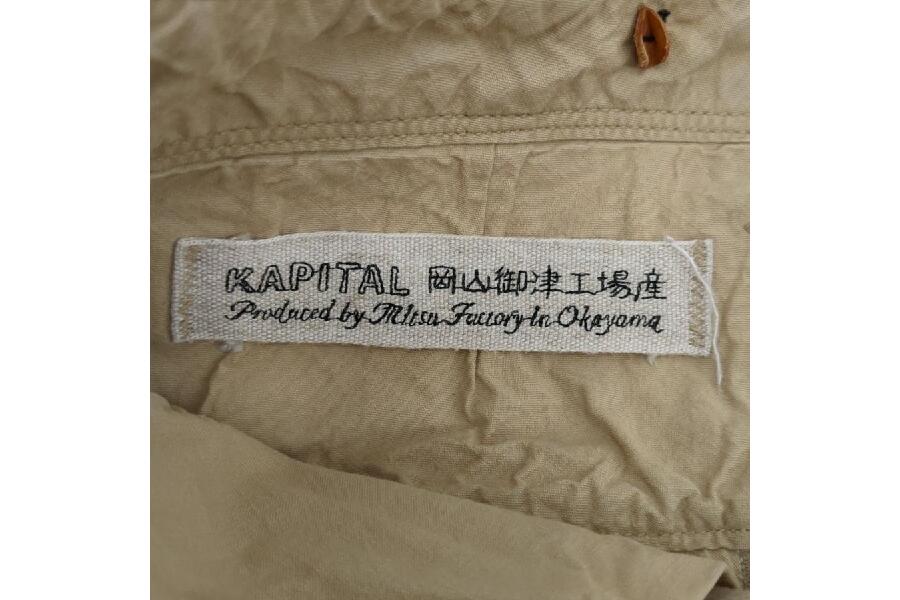 KAPITAL 岡山御津工場産
Produced by Mitsu Factory in Okayama